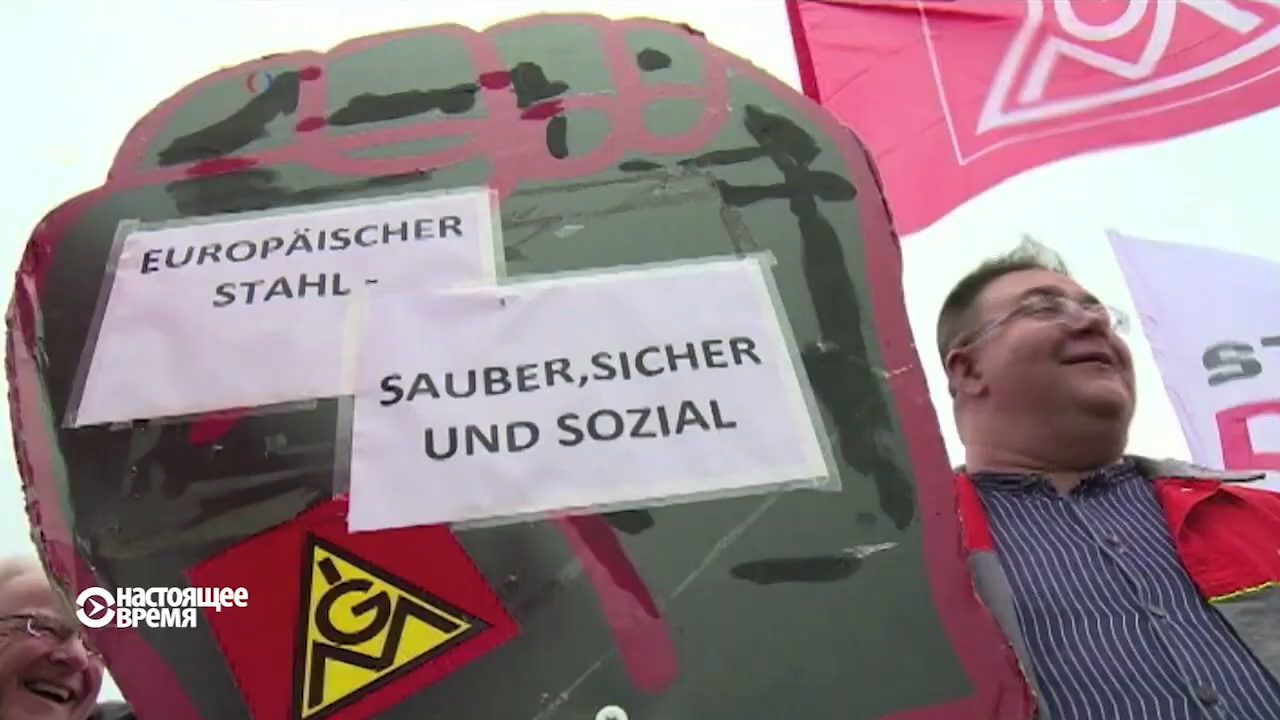 EUROPÄISCHER
STAHL -
SAUBER,SICHER
UND SOZIAL
IGM
НАСТОЯЩЕЕ
ВРЕМЯ